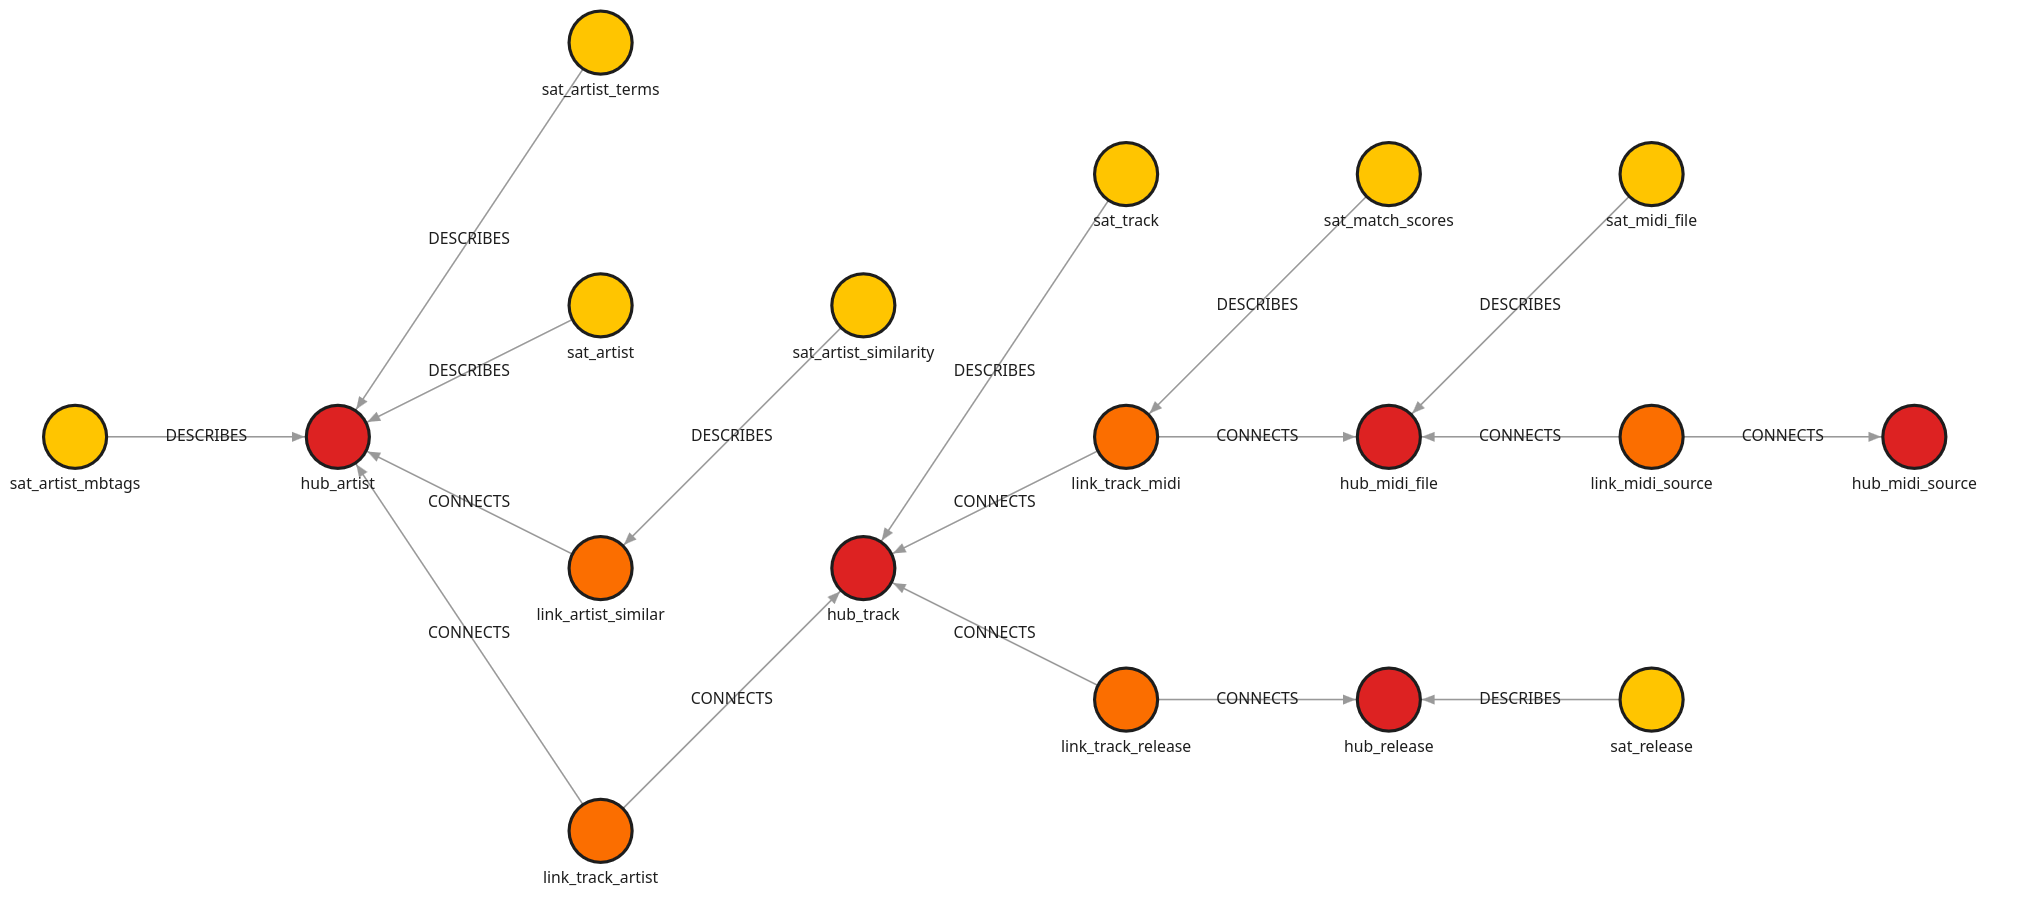 sat_artist_terms
sat_track
sat_match_scores
sat_midi_file
DESCRIBES
DESCRIBES
DESCRIBES
sat_artist
sat_artist_similarity
DESCRIBES
DESCRIBES
DESCRIBES
DESCRIBES
CONNECTS
CONNECTS
CONNECTS
sat_artist_mbtags
hub_artist
link_track_midi
hub_midi_file
link_midi_source
hub_midi_source
CONNECTS
CONNECTS
link_artist_similar
hub_track
CONNECTS
CONNECTS
CONNECTS
CONNECTS
DESCRIBES
link_track_release
hub_release
sat_release
link_track_artist